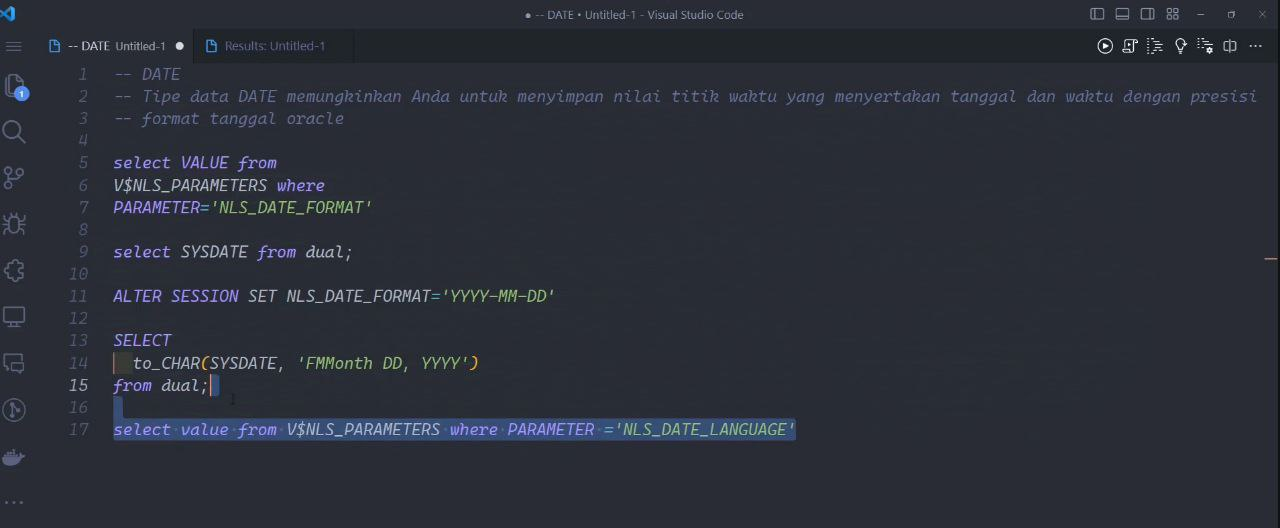 -- DATE • Untitled-1 - Visual Studio Code
-- DATE Untitled-1
Results: Untitled-1
1 -- DATE
2 -- Tipe data DATE memungkinkan Anda untuk menyimpan nilai titik waktu yang menyertakan tanggal dan waktu dengan presisi
3 -- format tanggal oracle
4
5 select VALUE from
6 V$NLS_PARAMETERS where
7 PARAMETER='NLS_DATE_FORMAT'
8
9 select SYSDATE from dual;
10
11 ALTER SESSION SET NLS_DATE_FORMAT='YYYY-MM-DD'
12
13 SELECT
14 to_CHAR(SYSDATE, 'FMMonth DD, YYYY')
15 from dual;
16
17 select value from V$NLS_PARAMETERS where PARAMETER ='NLS_DATE_LANGUAGE'
1